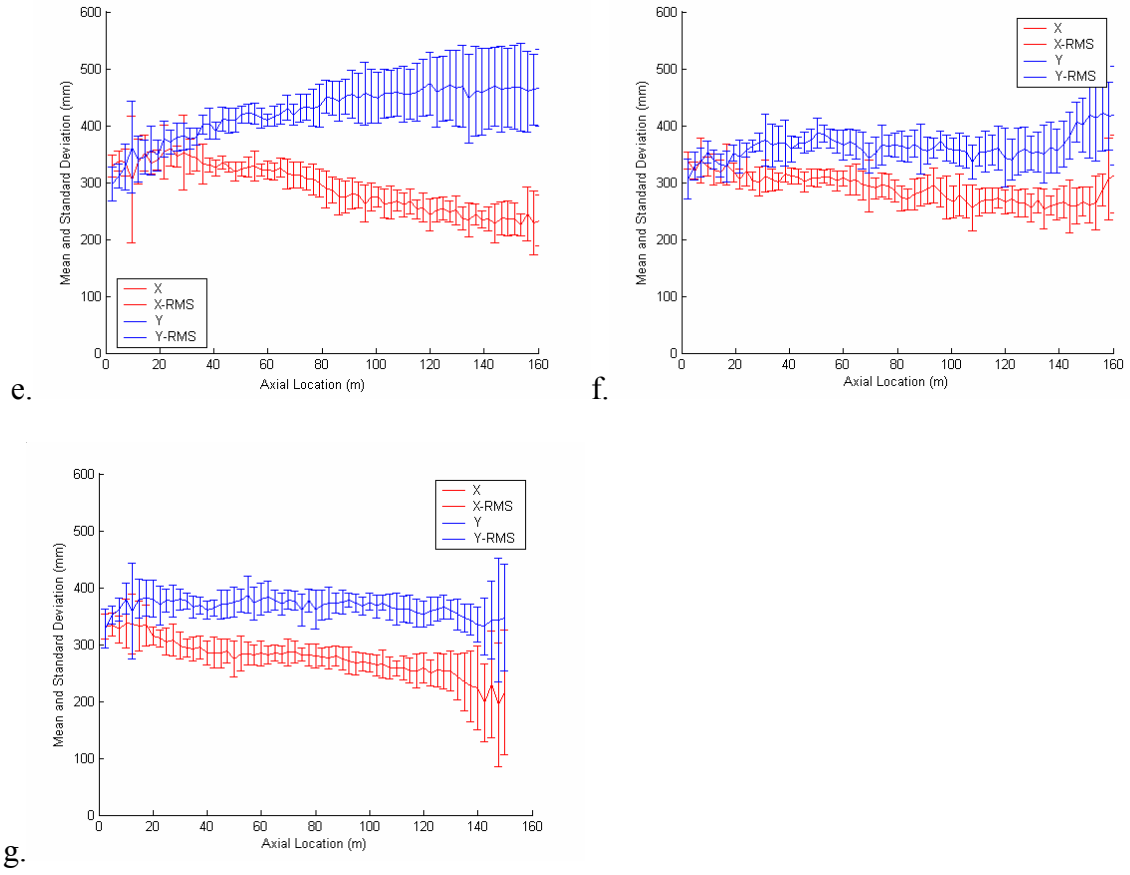 600
500
400
300
200
100
0
Mean and Standard Deviation (mm)
X
X-RMS
Y
Y-RMS
0 20 40 60 80 100 120 140 160
Axial Location (m)
e.
600
500
400
300
200
100
0
Mean and Standard Deviation (mm)
X
X-RMS
Y
Y-RMS
0 20 40 60 80 100 120 140 160
Axial Location (m)
f.
600
500
400
300
200
100
0
Mean and Standard Deviation (mm)
X
X-RMS
Y
Y-RMS
0 20 40 60 80 100 120 140 160
Axial Location (m)
g.